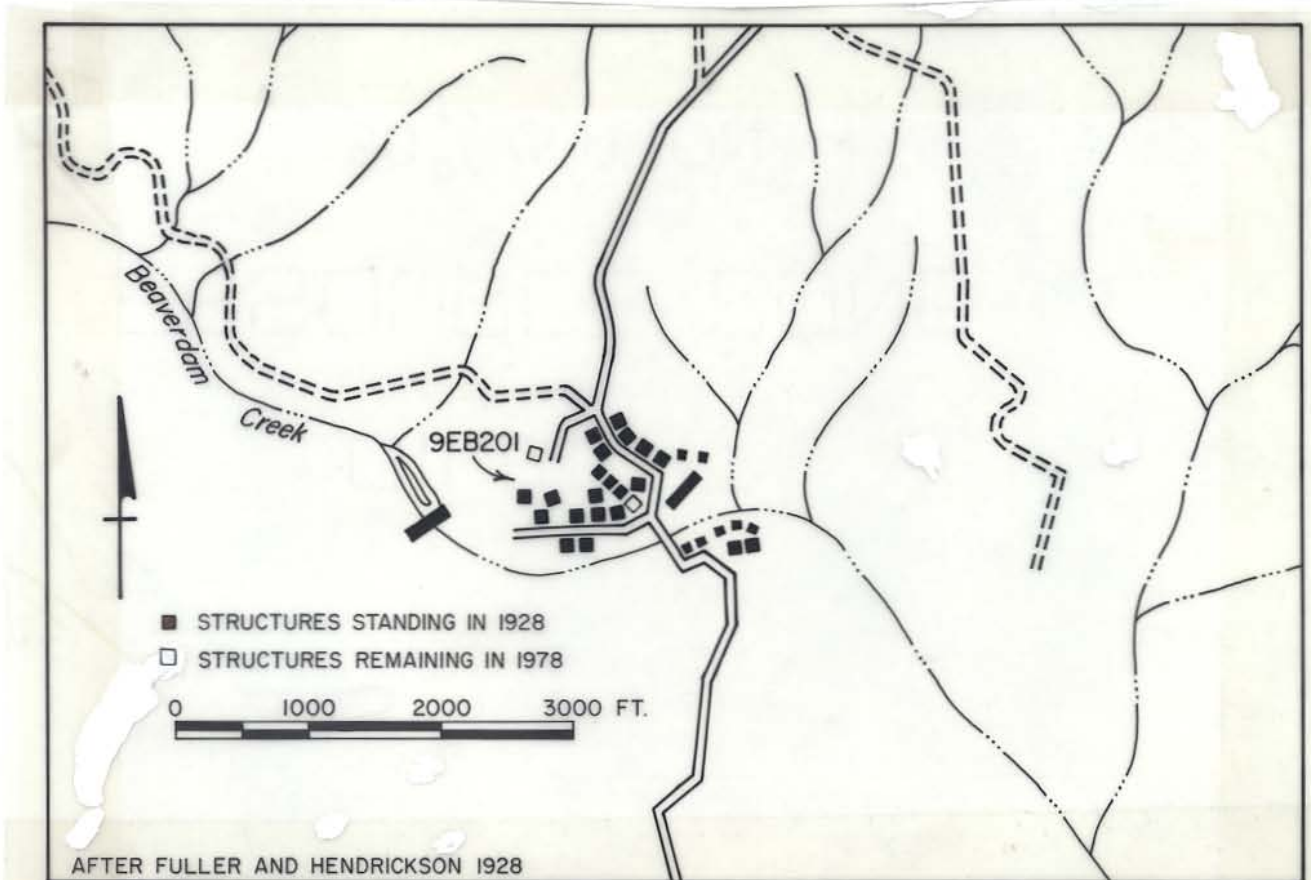 Beaverdam
Creek
9EB201
STRUCTURES STANDING IN 1928
STRUCTURES REMAINING IN 1978
0 1000 2000 3000 FT.
AFTER FULLER AND HENDRICKSON 1928